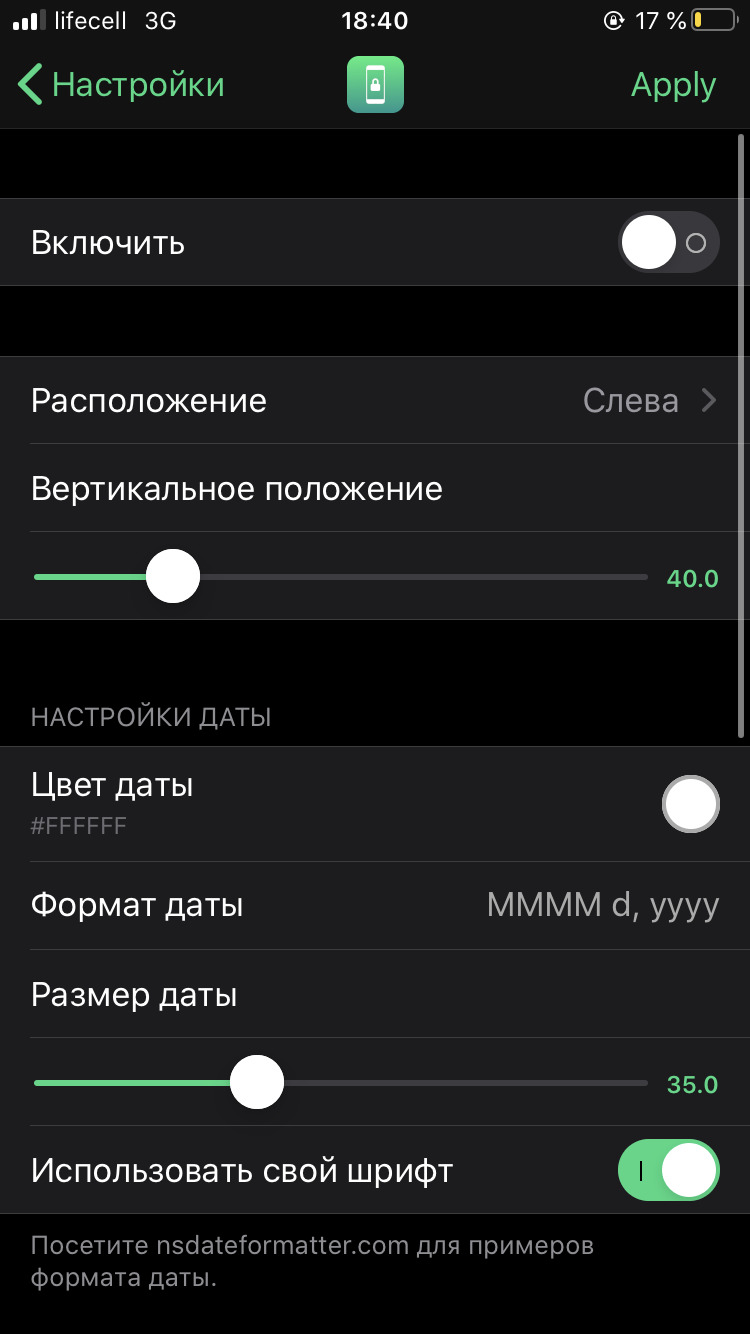 lifecell 3G 18:40 17 %
Настройки Apply
Включить
Расположение Слева
Вертикальное положение
40.0
НАСТРОЙКИ ДАТЫ
Цвет даты
#FFFFFF
Формат даты MMMM d, yyyy
Размер даты
35.0
Использовать свой шрифт
Посетите nsdateformatter.com для примеров
формата даты.